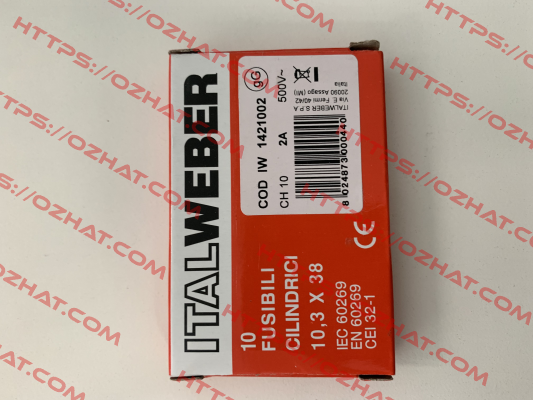 ITALWEBER
COD IW 1421002 gG
CH 10 2A 500V~
ITALWEBER S.P.A
Via E. Fermi 40/42
20090 Assago (MI)
Italia
8 024873 000440
10
FUSIBILI
CILINDRICI
10,3 X 38
IEC 60269
EN 60269
CEI 32-1
CE
HTTPS://OZHAT.COM
HTTPS://OZHAT.COM
HTTPS://OZHAT.COM
HTTPS://OZHAT.COM
HTTPS://OZHAT.COM
HTTPS://OZHAT.COM